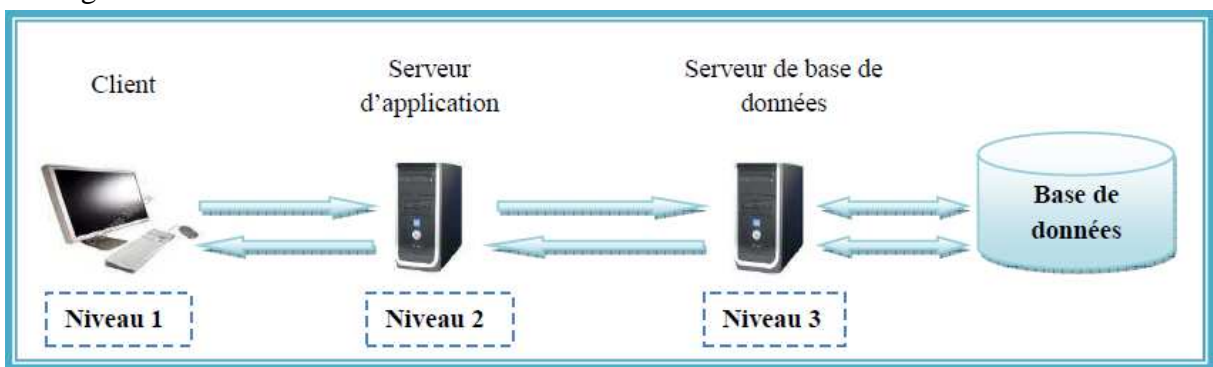 Client
Serveur
d'application
Serveur de base de
données
Base de
données
Niveau 1
Niveau 2
Niveau 3